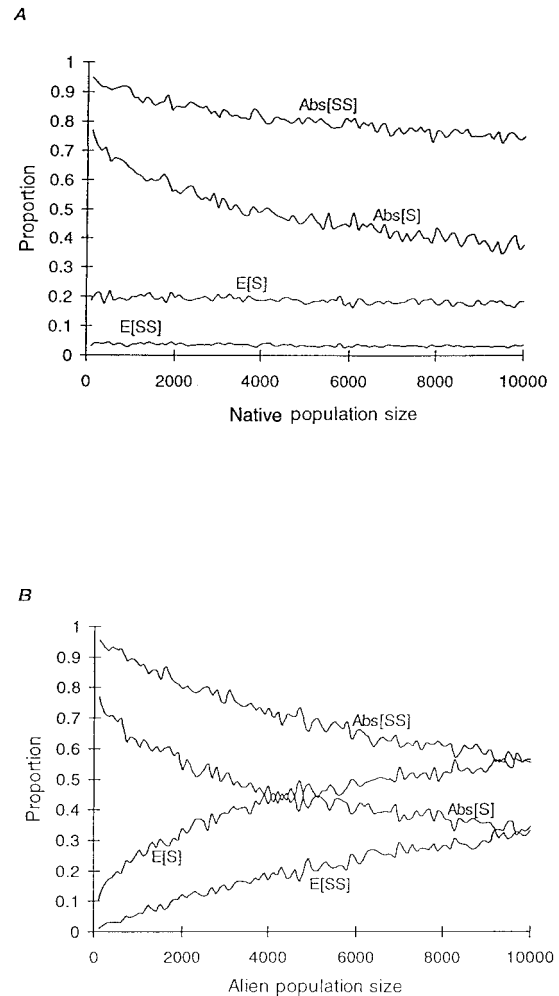 A
1
0.9
0.8
0.7
0.6
0.5
0.4
0.3
0.2
0.1
0
Proportion
Abs[SS]
Abs[S]
E[S]
E[SS]
0 2000 4000 6000 8000 10000
Native population size
B
1
0.9
0.8
0.7
0.6
0.5
0.4
0.3
0.2
0.1
0
Proportion
Abs[SS]
Abs[S]
E[S]
E[SS]
0 2000 4000 6000 8000 10000
Alien population size